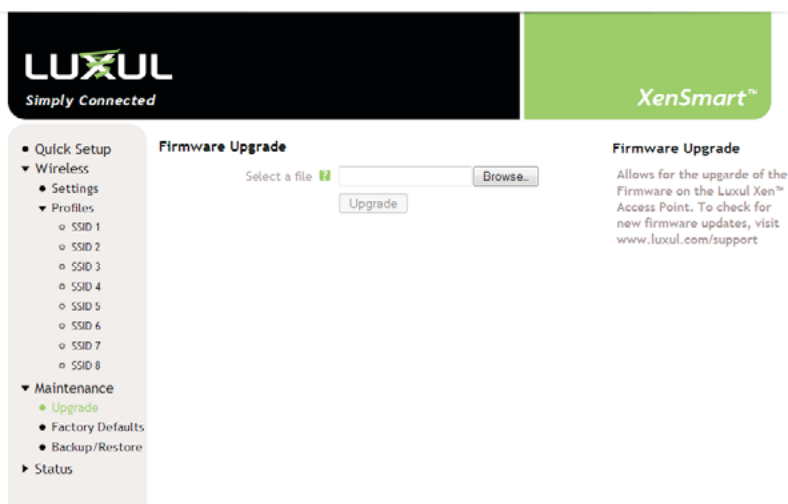 LUXUL
Simply Connected
XenSmart™
Quick Setup
Wireless
Settings
Profiles
SSID 1
SSID 2
SSID 3
SSID 4
SSID 5
SSID 6
SSID 7
SSID 8
Maintenance
Upgrade
Factory Defaults
Backup/Restore
Status
Firmware Upgrade
Select a file ? Browse..
Upgrade
Firmware Upgrade
Allows for the upgarde of the
Firmware on the Luxul Xen™
Access Point. To check for
new firmware updates, visit
www.luxul.com/support